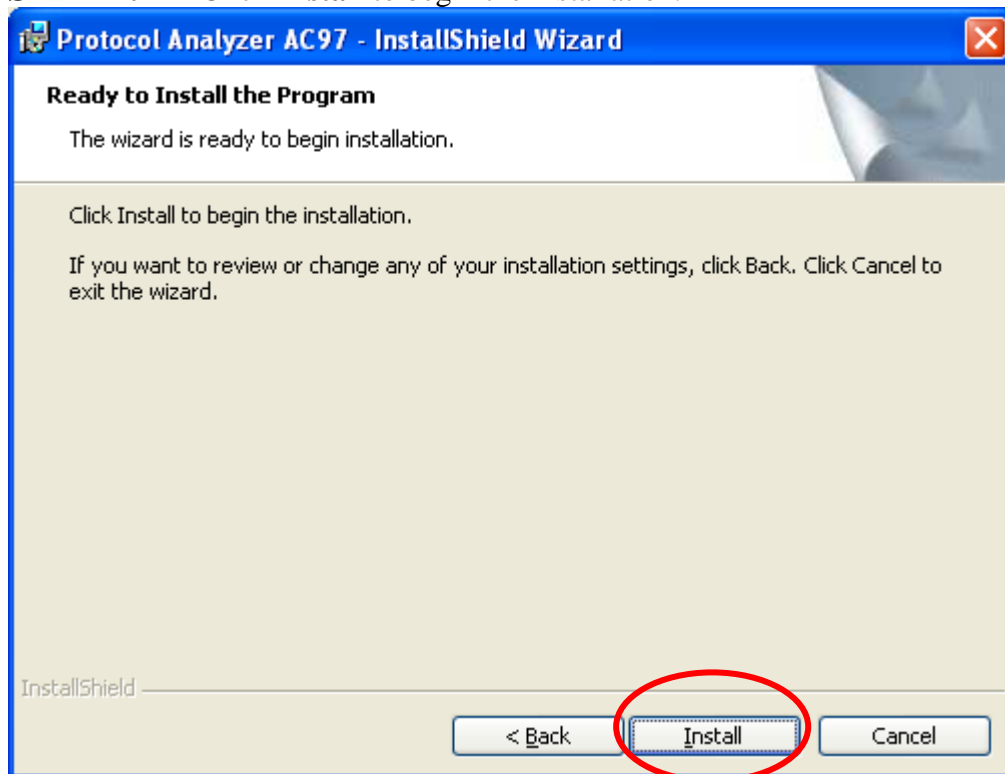 Protocol Analyzer AC97 - InstallShield Wizard
Ready to Install the Program
The wizard is ready to begin installation.
Click Install to begin the installation.
If you want to review or change any of your installation settings, click Back. Click Cancel to
exit the wizard.
InstallShield
< Back Install Cancel